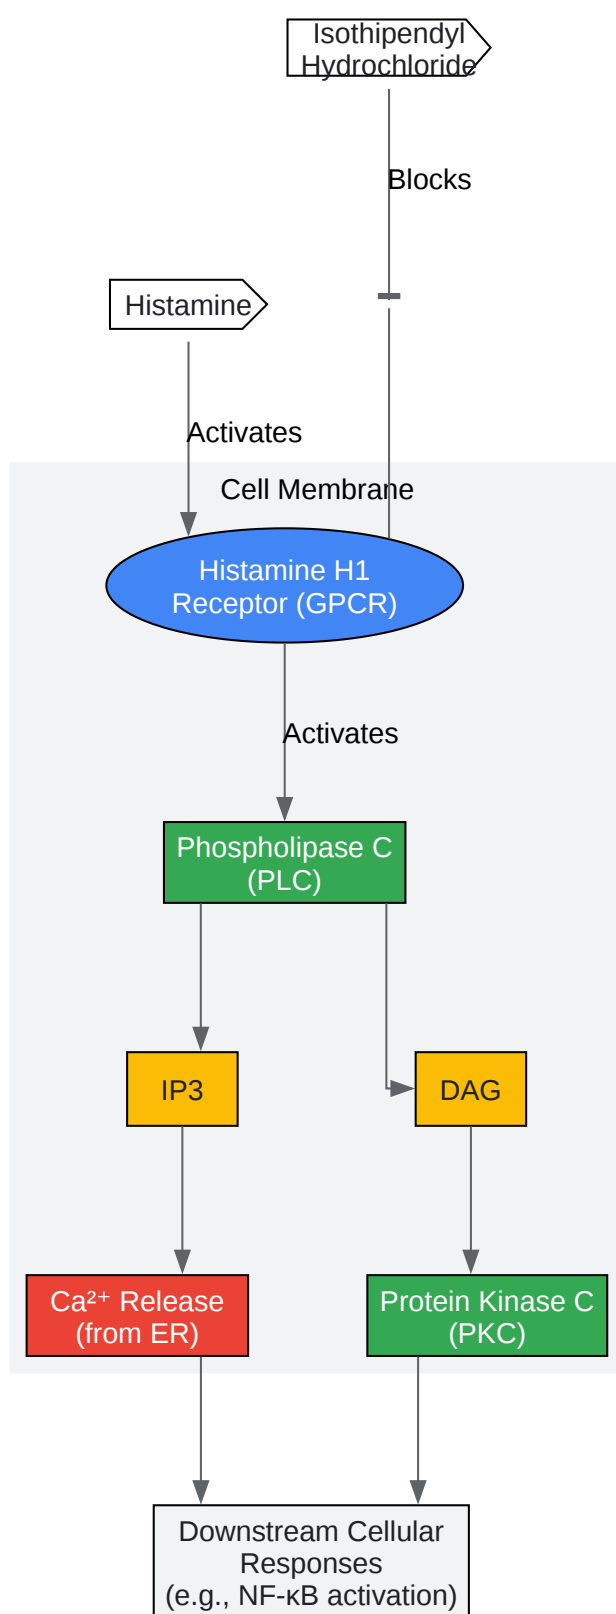 Isothipendyl
Hydrochloride
Blocks
Histamine
Activates
Cell Membrane
Histamine H1
Receptor (GPCR)
Activates
Phospholipase C
(PLC)
IP3
DAG
Ca²⁺ Release
(from ER)
Protein Kinase C
(PKC)
Downstream Cellular
Responses
(e.g., NF-κB activation)